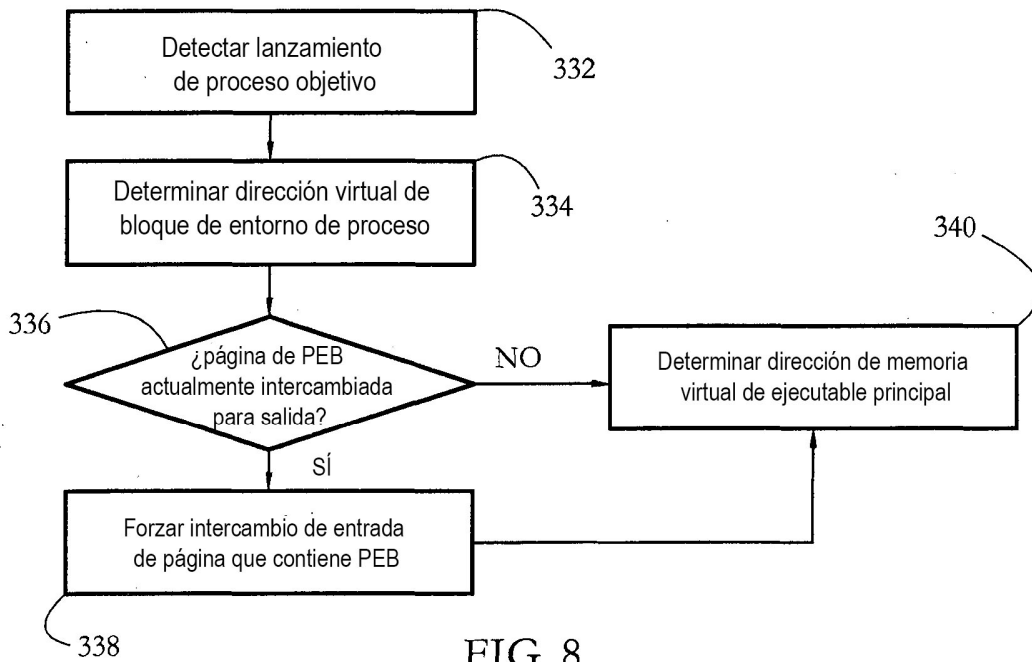 Detectar lanzamiento
de proceso objetivo
332
Determinar dirección virtual de
bloque de entorno de proceso
334
340
336
¿página de PEB
actualmente intercambiada
para salida?
NO
Determinar dirección de memoria
virtual de ejecutable principal
SÍ
Forzar intercambio de entrada
de página que contiene PEB
338
FIG. 8